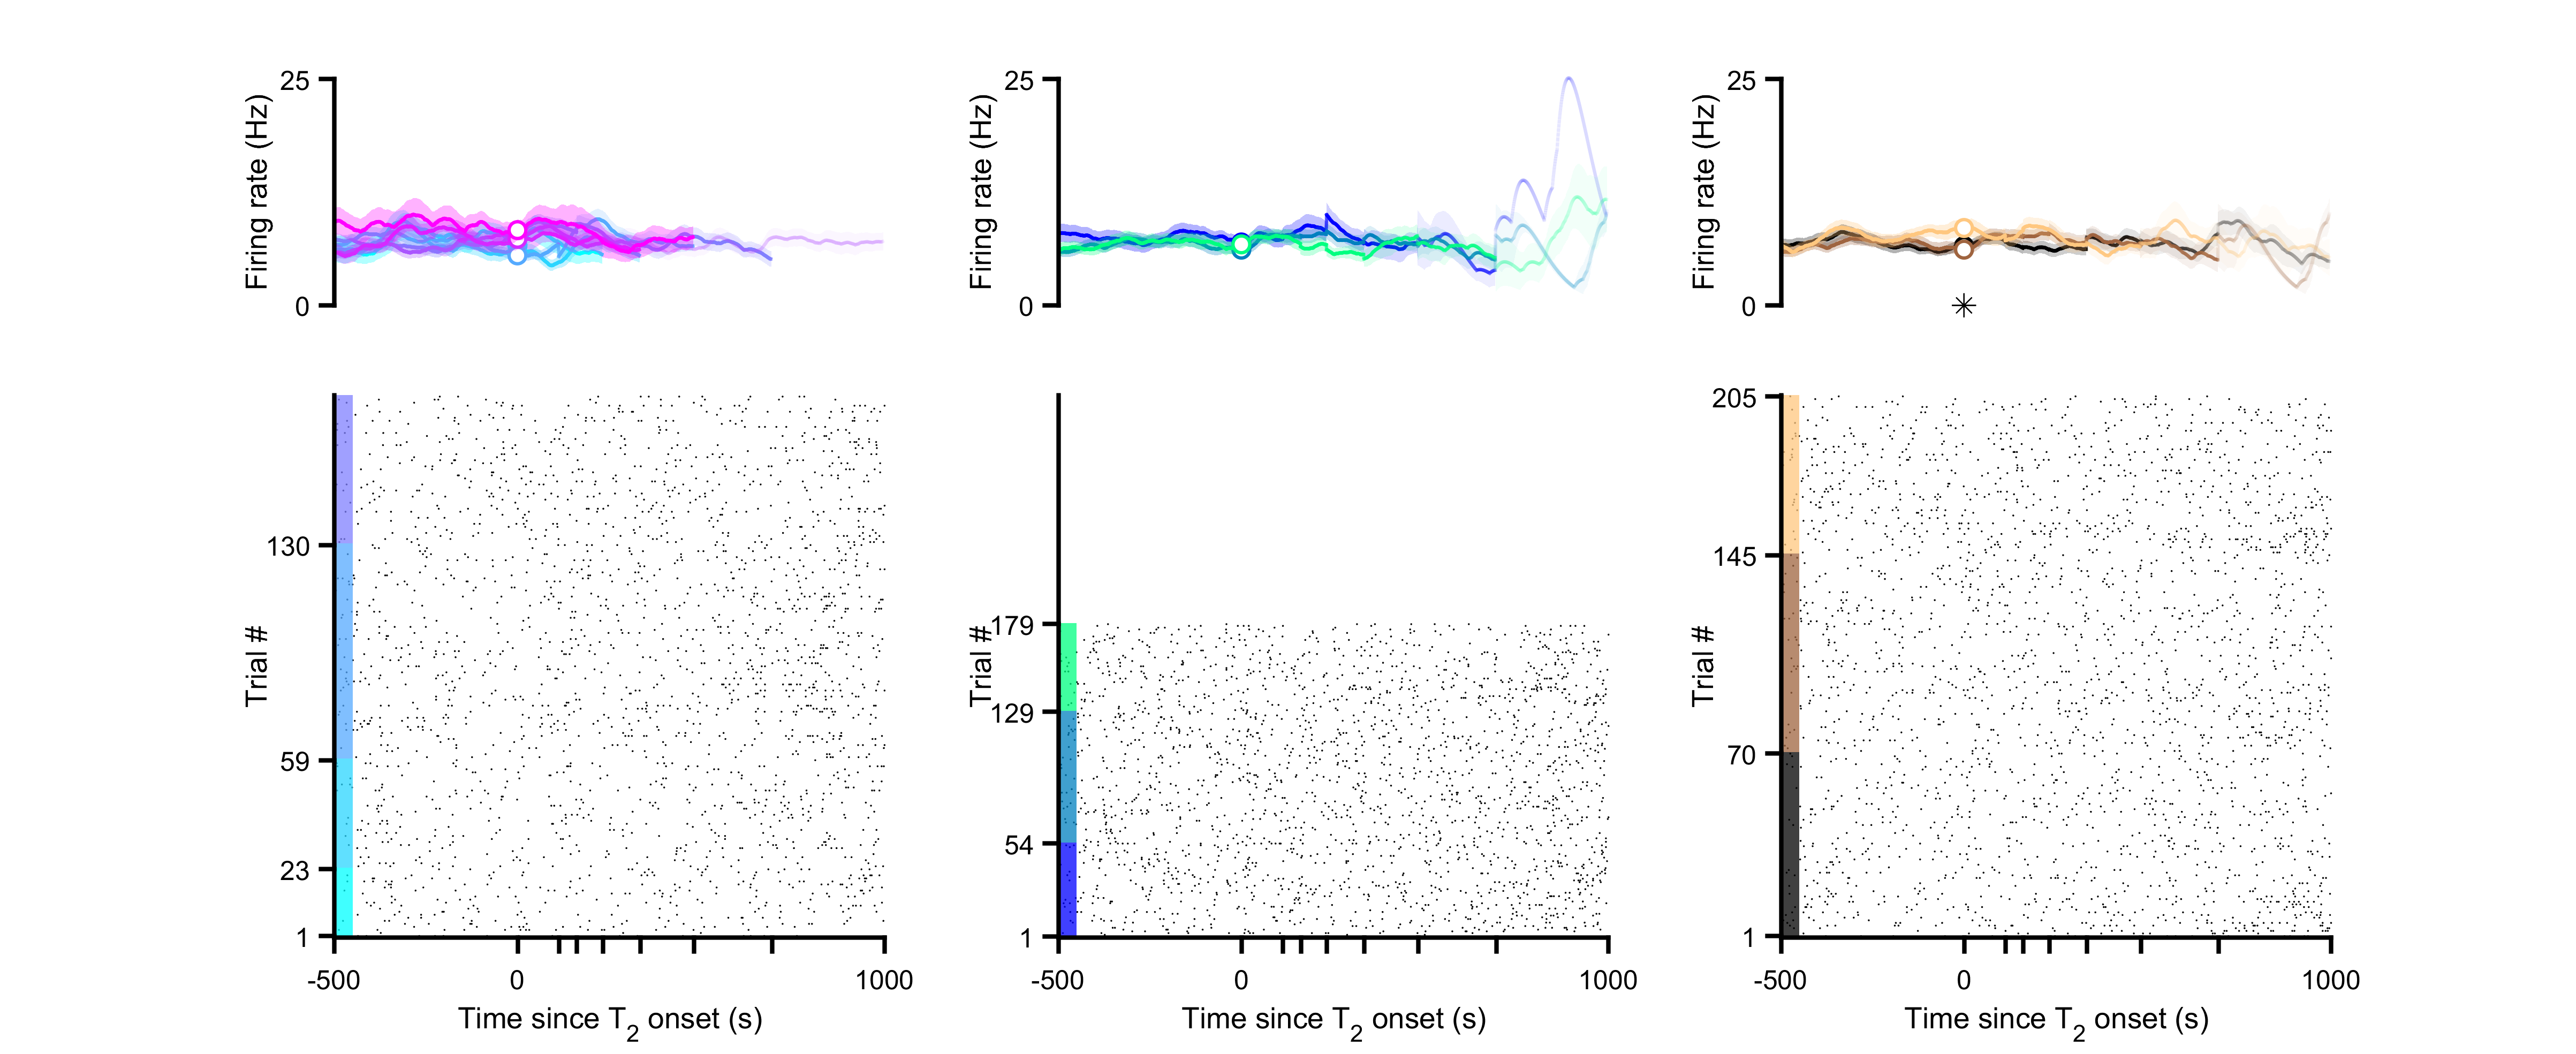 25
Firing rate (Hz)
0
25
Firing rate (Hz)
0
25
Firing rate (Hz)
0
130
59
23
1
Trial #
-500 0 1000
Time since T2 onset (s)
179
129
54
1
Trial #
-500 0 1000
Time since T2 onset (s)
205
145
70
1
Trial #
-500 0 1000
Time since T2 onset (s)